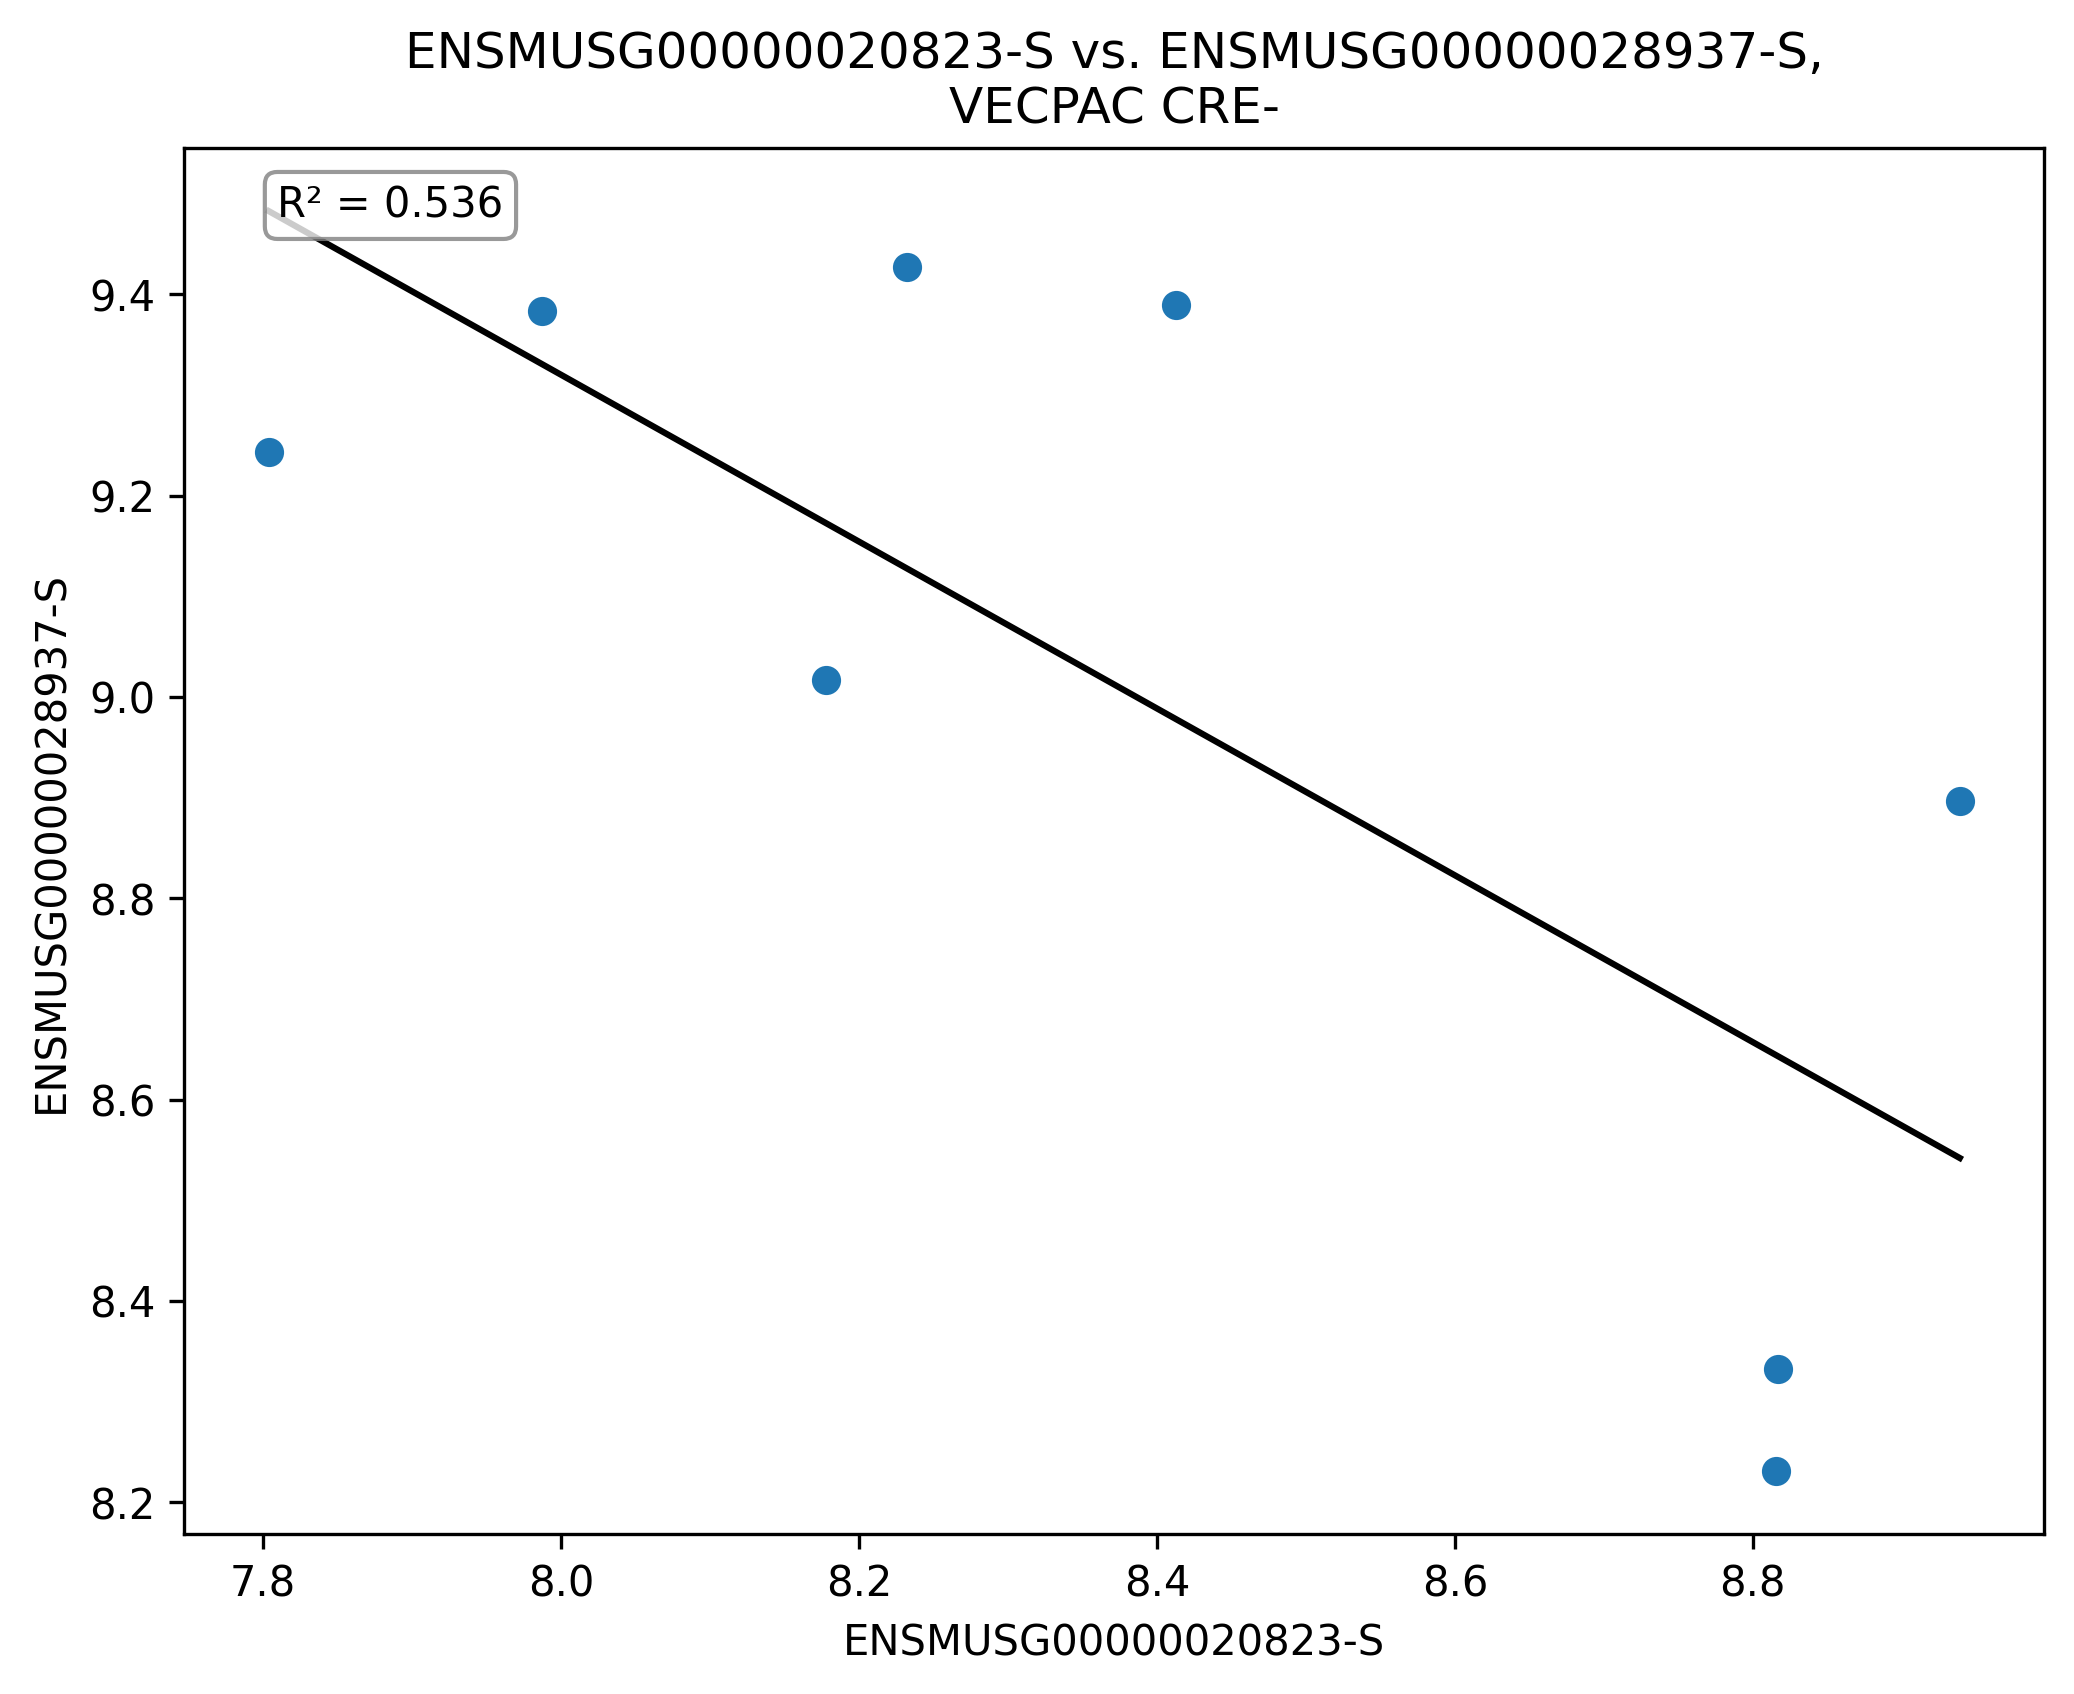 ENSMUSG00000020823-S vs. ENSMUSG00000028937-S,
VECPAC CRE-
R² = 0.536
9.4
9.2
9.0
8.8
8.6
8.4
8.2
ENSMUSG00000028937-S
7.8 8.0 8.2 8.4 8.6 8.8
ENSMUSG00000020823-S